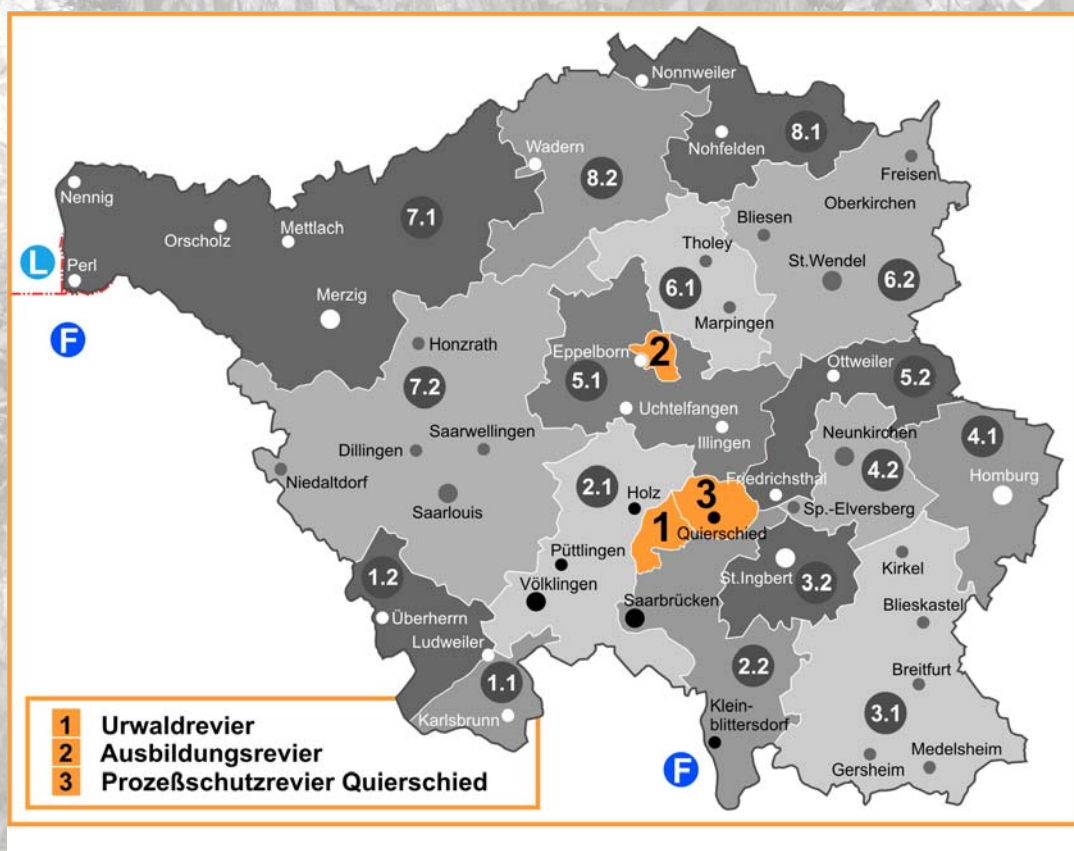 Nonnweiler
8.1
Nohfelden
Wadern
8.2
Freisen
Oberkirchen
Nennig
7.1
Bliesen
Orscholz
Mettlach
Tholey
St.Wendel
L
Perl
6.1
6.2
Merzig
Marpingen
F
Honzrath
Eppelborn
2
Ottweiler
7.2
5.1
5.2
Uchtelfangen
Saarwellingen
Illingen
Neunkirchen
4.1
Dillingen
4.2
Niedaltdorf
2.1
Friedrichsthal
Homburg
Saarlouis
Holz
3
Sp.-Elversberg
1
Quierschied
Püttlingen
1.2
St.Ingbert
3.2
Kirkel
Völklingen
Saarbrücken
Blieskastel
Überherrn
Ludweiler
2.2
Breitfurt
1.1
Karlsbrunn
Klein-
blittersdorf
3.1
Medelsheim
Gersheim
F
1 Urwaldrevier
2 Ausbildungsrevier
3 Prozeßschutzrevier Quierschied